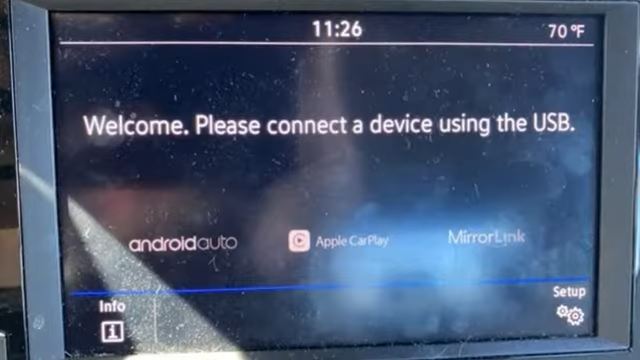 11:26
70 °F
Welcome. Please connect a device using the USB.
androidauto
Apple CarPlay
MirrorLink
Info
Setup